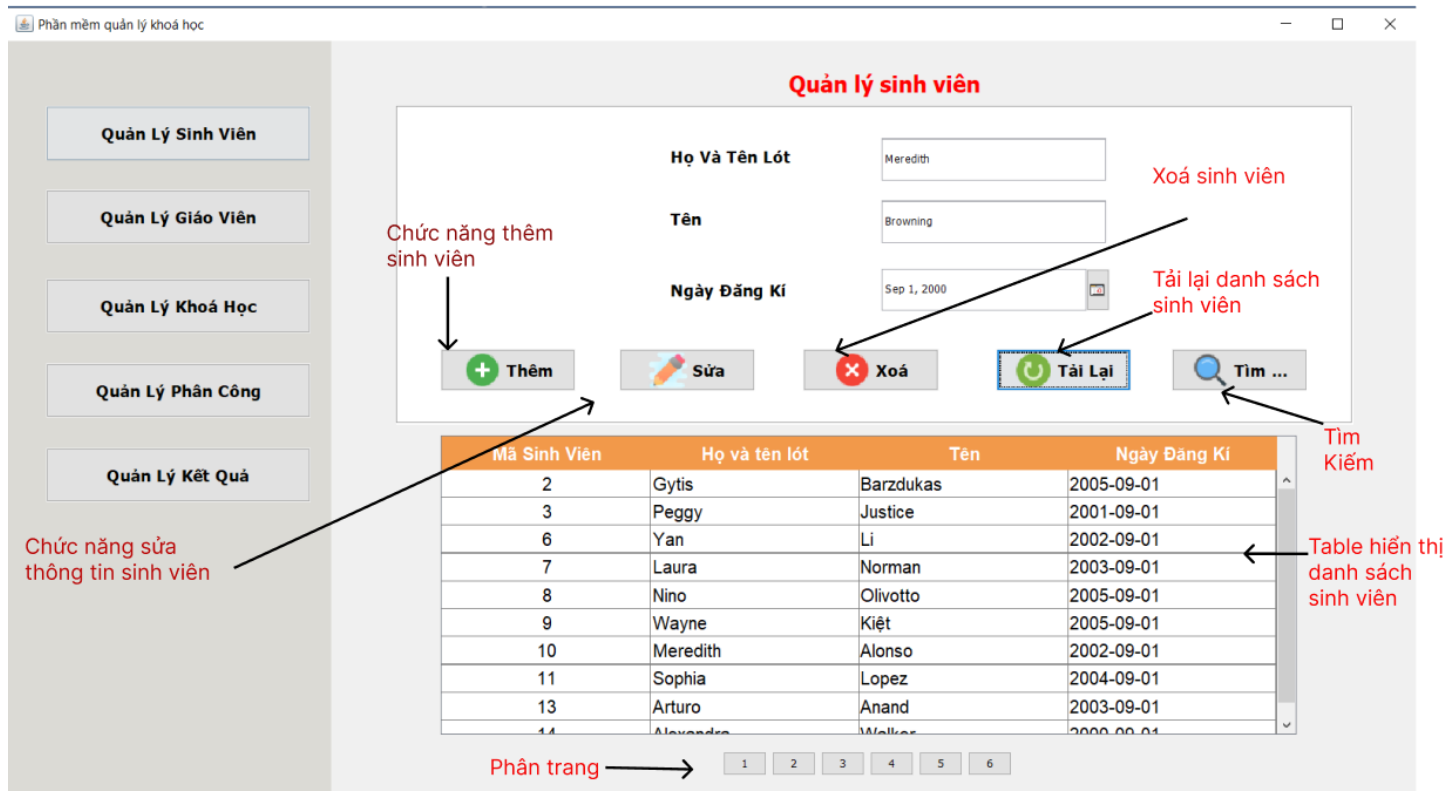 Phần mềm quản lý khoá học
Quản lý sinh viên
Quản Lý Sinh Viên
Quản Lý Giáo Viên
Quản Lý Khoá Học
Quản Lý Phân Công
Quản Lý Kết Quả
Họ Và Tên Lót
Meredith
Tên
Browning
Ngày Đăng Kí
Sep 1, 2000
Xoá sinh viên
Chức năng thêm
sinh viên
Tải lại danh sách
sinh viên
Thêm
Sửa
Xoá
Tải Lại
Tìm ...
Tìm
Kiếm
Mã Sinh Viên Họ và tên lót Tên Ngày Đăng Kí
2 Gytis Barzdukas 2005-09-01
3 Peggy Justice 2001-09-01
6 Yan Li 2002-09-01
7 Laura Norman 2003-09-01
8 Nino Olivotto 2005-09-01
9 Wayne Kiệt 2005-09-01
10 Meredith Alonso 2002-09-01
11 Sophia Lopez 2004-09-01
13 Arturo Anand 2003-09-01
14 Alexandra Walker
Chức năng sửa
thông tin sinh viên
Table hiển thị
danh sách
sinh viên
Phân trang
1 2 3 4 5 6